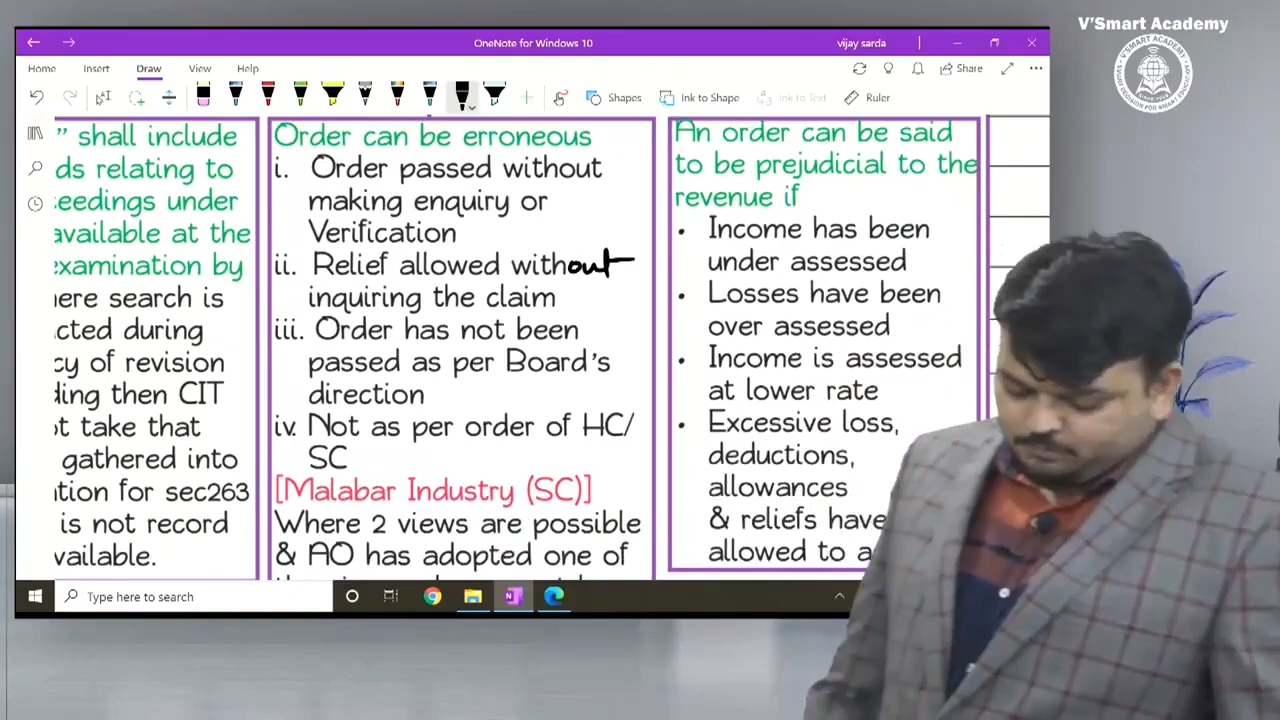 V'Smart Academy
OneNote for Windows 10
vijay sarda
Home Insert Draw View Help
Share
Shapes
Ink to Shape
Ink to Text
Ruler
" shall include
ds relating to
eedings under
available at the
examination by
here search is
cted during
cy of revision
ding then CIT
ot take that
gathered into
tion for sec263
is not record
vailable.
Order can be erroneous
i. Order passed without
making enquiry or
Verification
ii. Relief allowed without
inquiring the claim
iii. Order has not been
passed as per Board's
direction
iv. Not as per order of HC/
SC
[Malabar Industry (SC)]
Where 2 views are possible
& AO has adopted one of
An order can be said
to be prejudicial to the
revenue if
• Income has been
under assessed
• Losses have been
over assessed
• Income is assessed
at lower rate
• Excessive loss,
deductions,
allowances
& reliefs have
allowed to a
Type here to search